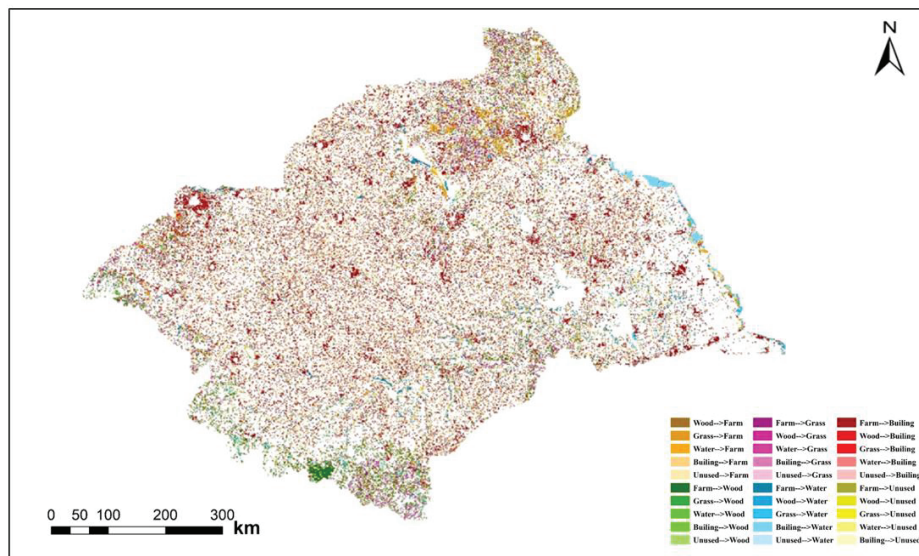 N
Wood-->Farm Farm-->Grass Farm-->Builing
Grass-->Farm Wood-->Grass Wood-->Builing
Water-->Farm Water-->Grass Grass-->Builing
Builing-->Farm Builing-->Grass Water-->Builing
Unused-->Farm Unused-->Grass Unused-->Builing
Farm-->Wood Farm-->Water Farm-->Unused
Grass-->Wood Wood-->Water Wood-->Unused
Water-->Wood Grass-->Water Grass-->Unused
Builing-->Wood Builing-->Water Water-->Unused
Unused-->Wood Unused-->Water Builing-->Unused
0 50 100 200 300 km